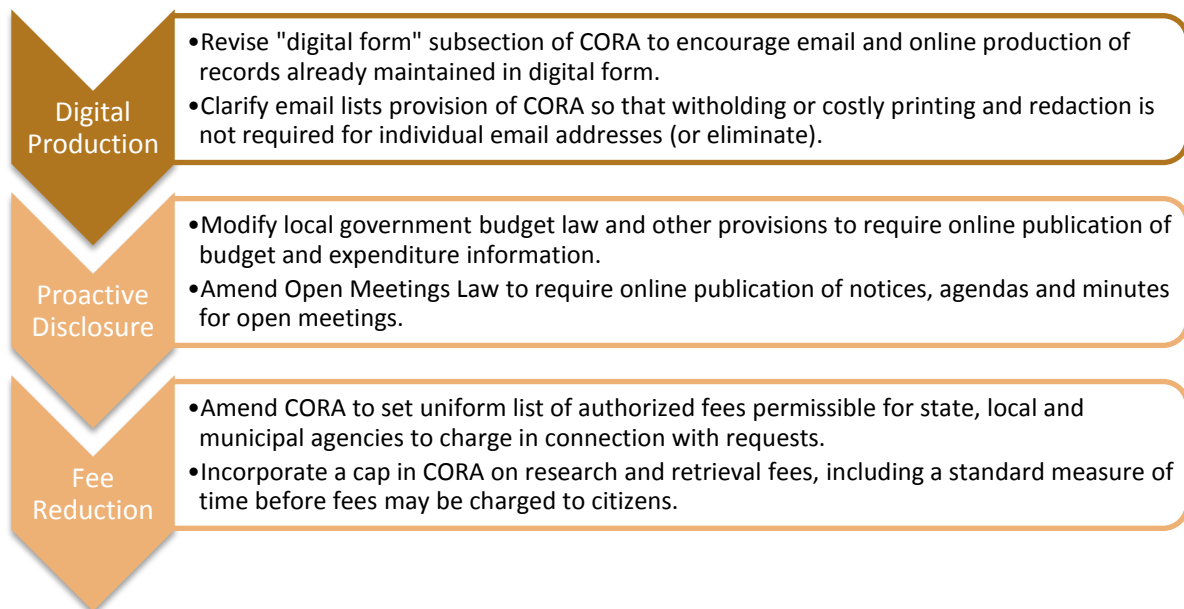 Digital
Production
•Revise "digital form" subsection of CORA to encourage email and online production of
records already maintained in digital form.
•Clarify email lists provision of CORA so that witholding or costly printing and redaction is
not required for individual email addresses (or eliminate).
Proactive
Disclosure
•Modify local government budget law and other provisions to require online publication of
budget and expenditure information.
•Amend Open Meetings Law to require online publication of notices, agendas and minutes
for open meetings.
Fee
Reduction
•Amend CORA to set uniform list of authorized fees permissible for state, local and
municipal agencies to charge in connection with requests.
•Incorporate a cap in CORA on research and retrieval fees, including a standard measure of
time before fees may be charged to citizens.